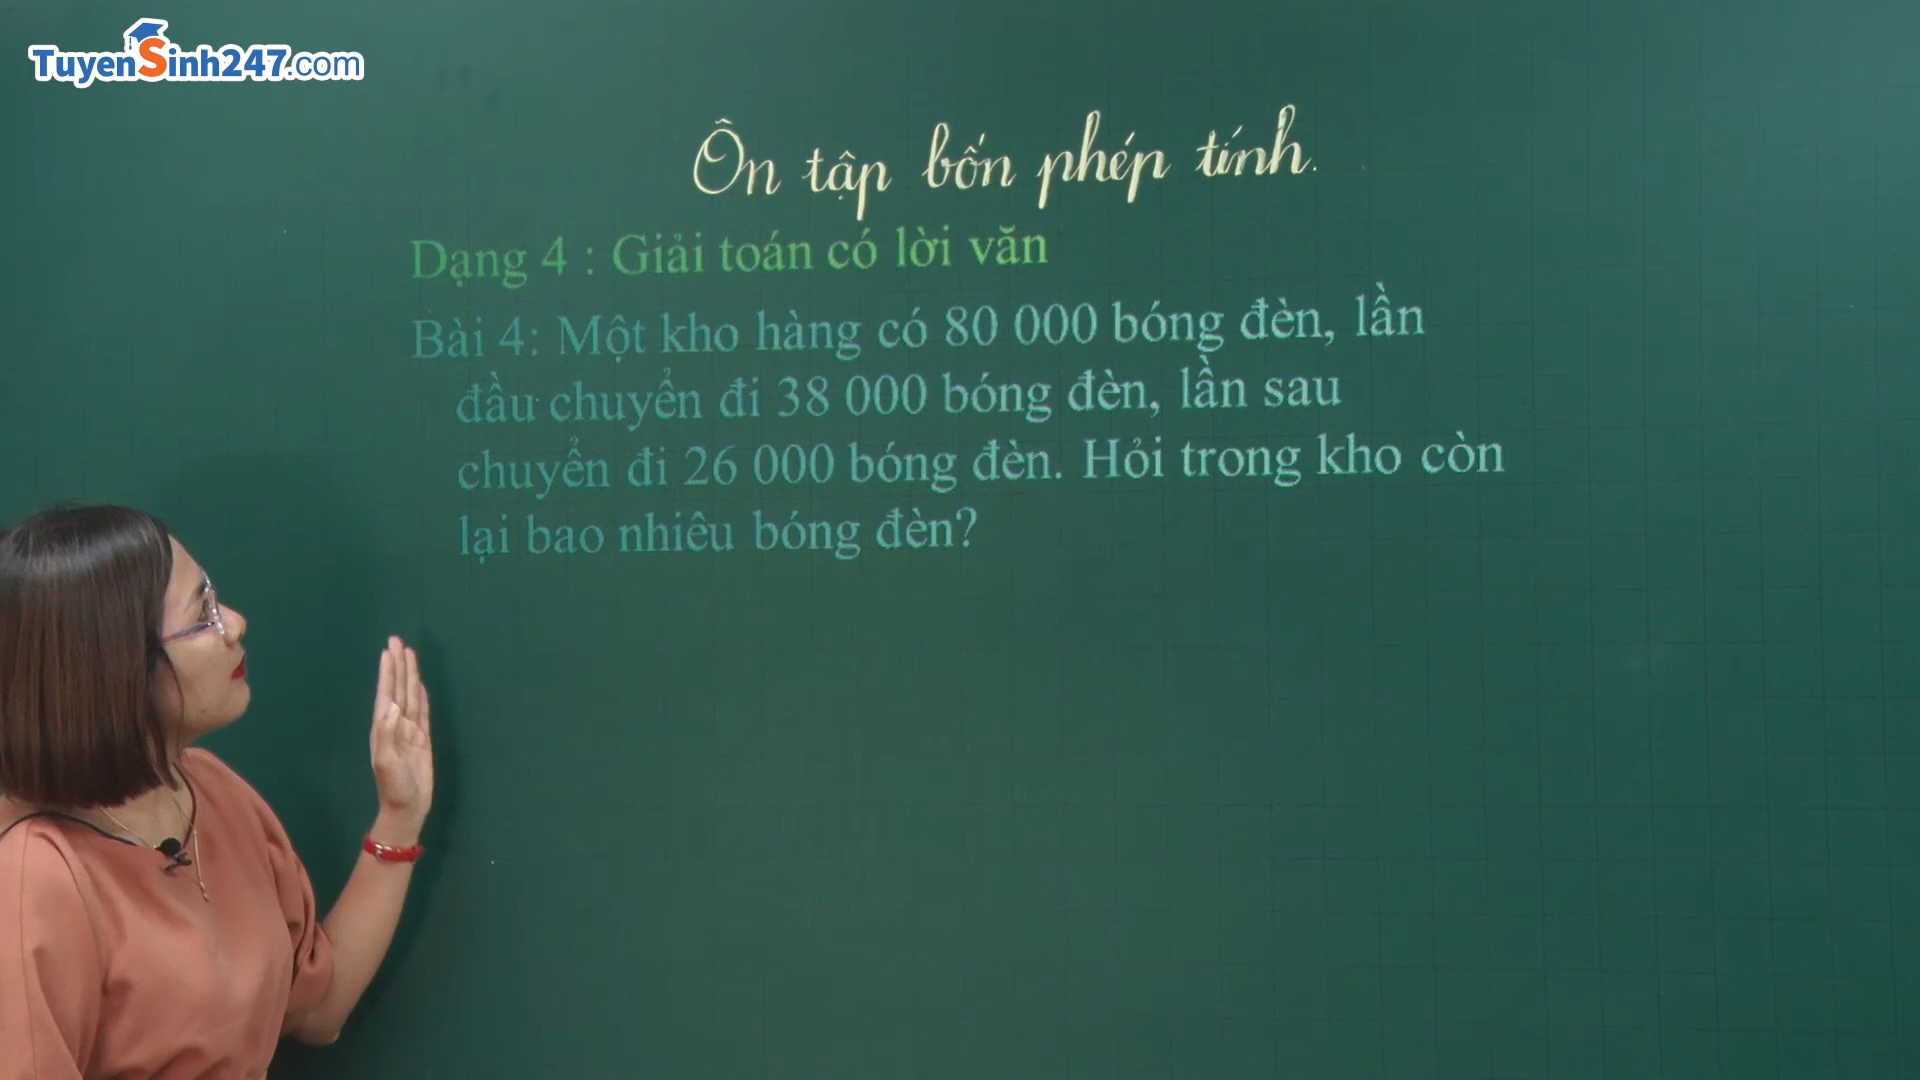 TuyenSinh247.com
Ôn tập bốn phép tính.
Dạng 4 : Giải toán có lời văn
Bài 4: Một kho hàng có 80 000 bóng đèn, lần
đầu chuyển đi 38 000 bóng đèn, lần sau
chuyển đi 26 000 bóng đèn. Hỏi trong kho còn
lại bao nhiêu bóng đèn?